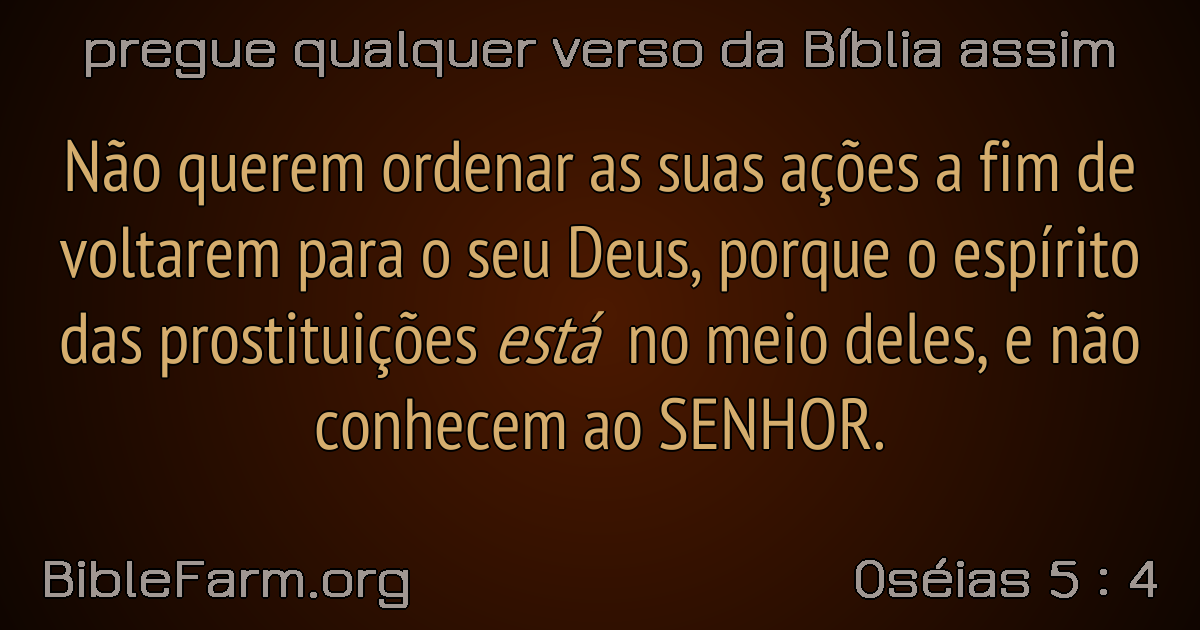 pregue qualquer verso da Bíblia assim
Não querem ordenar as suas ações a fim de
voltarem para o seu Deus, porque o espírito
das prostituições está no meio deles, e não
conhecem ao SENHOR.
BibleFarm.org
Oséias 5 : 4